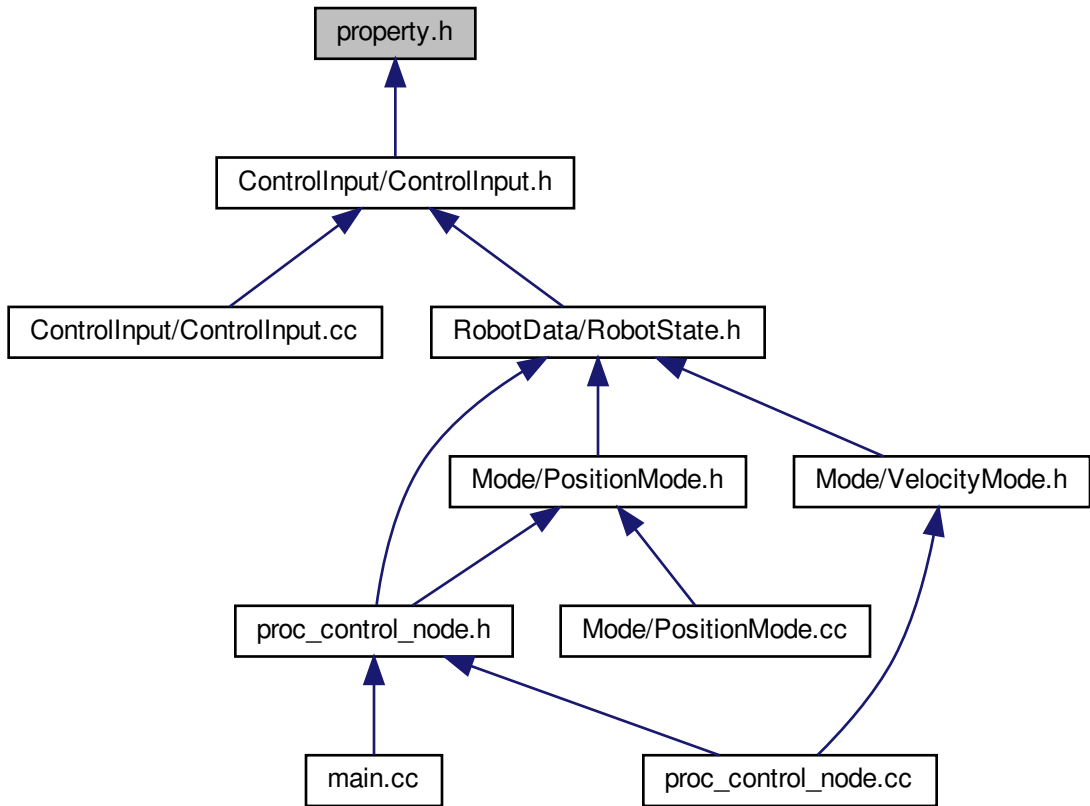 property.h
ControlInput/ControlInput.h
ControlInput/ControlInput.cc
RobotData/RobotState.h
Mode/PositionMode.h
Mode/VelocityMode.h
proc_control_node.h
Mode/PositionMode.cc
main.cc
proc_control_node.cc